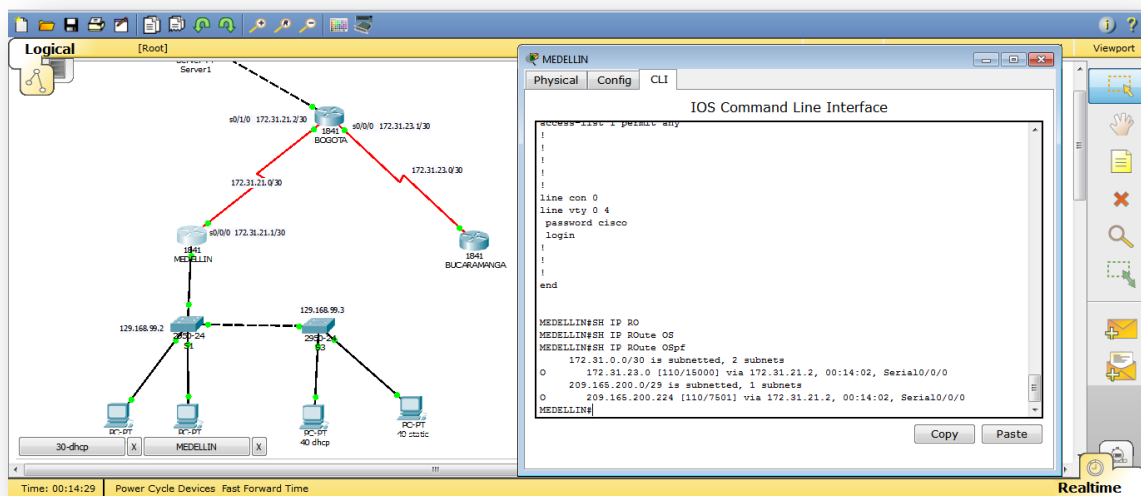 Logical
[Root]
Viewport
Server1
s0/1/0 172.31.21.2/30
s0/0/0 172.31.23.1/30
1841
BOGOTA
172.31.23.0/30
172.31.21.0/30
s0/0/0 172.31.21.1/30
1841
MEDELLIN
1841
BUCARAMANGA
129.168.99.3
129.168.99.2
2950-24
S1
2950-24
S3
PC-PT
PC-PT
PC-PT
40 dhcp
PC-PT
40 static
30-dhcp
X
MEDELLIN
X
MEDELLIN
Physical
Config
CLI
IOS Command Line Interface
access-list 1 permit any
!
!
!
!
!
line con 0
line vty 0 4
password cisco
login
!
!
!
end
MEDELLIN#SH IP RO
MEDELLIN#SH IP ROute OS
MEDELLIN#SH IP ROute OSpf
172.31.0.0/30 is subnetted, 2 subnets
O 172.31.23.0 [110/15000] via 172.31.21.2, 00:14:02, Serial0/0/0
209.165.200.0/29 is subnetted, 1 subnets
O 209.165.200.224 [110/7501] via 172.31.21.2, 00:14:02, Serial0/0/0
MEDELLIN#
Copy
Paste
Time: 00:14:29
Power Cycle Devices Fast Forward Time
Realtime